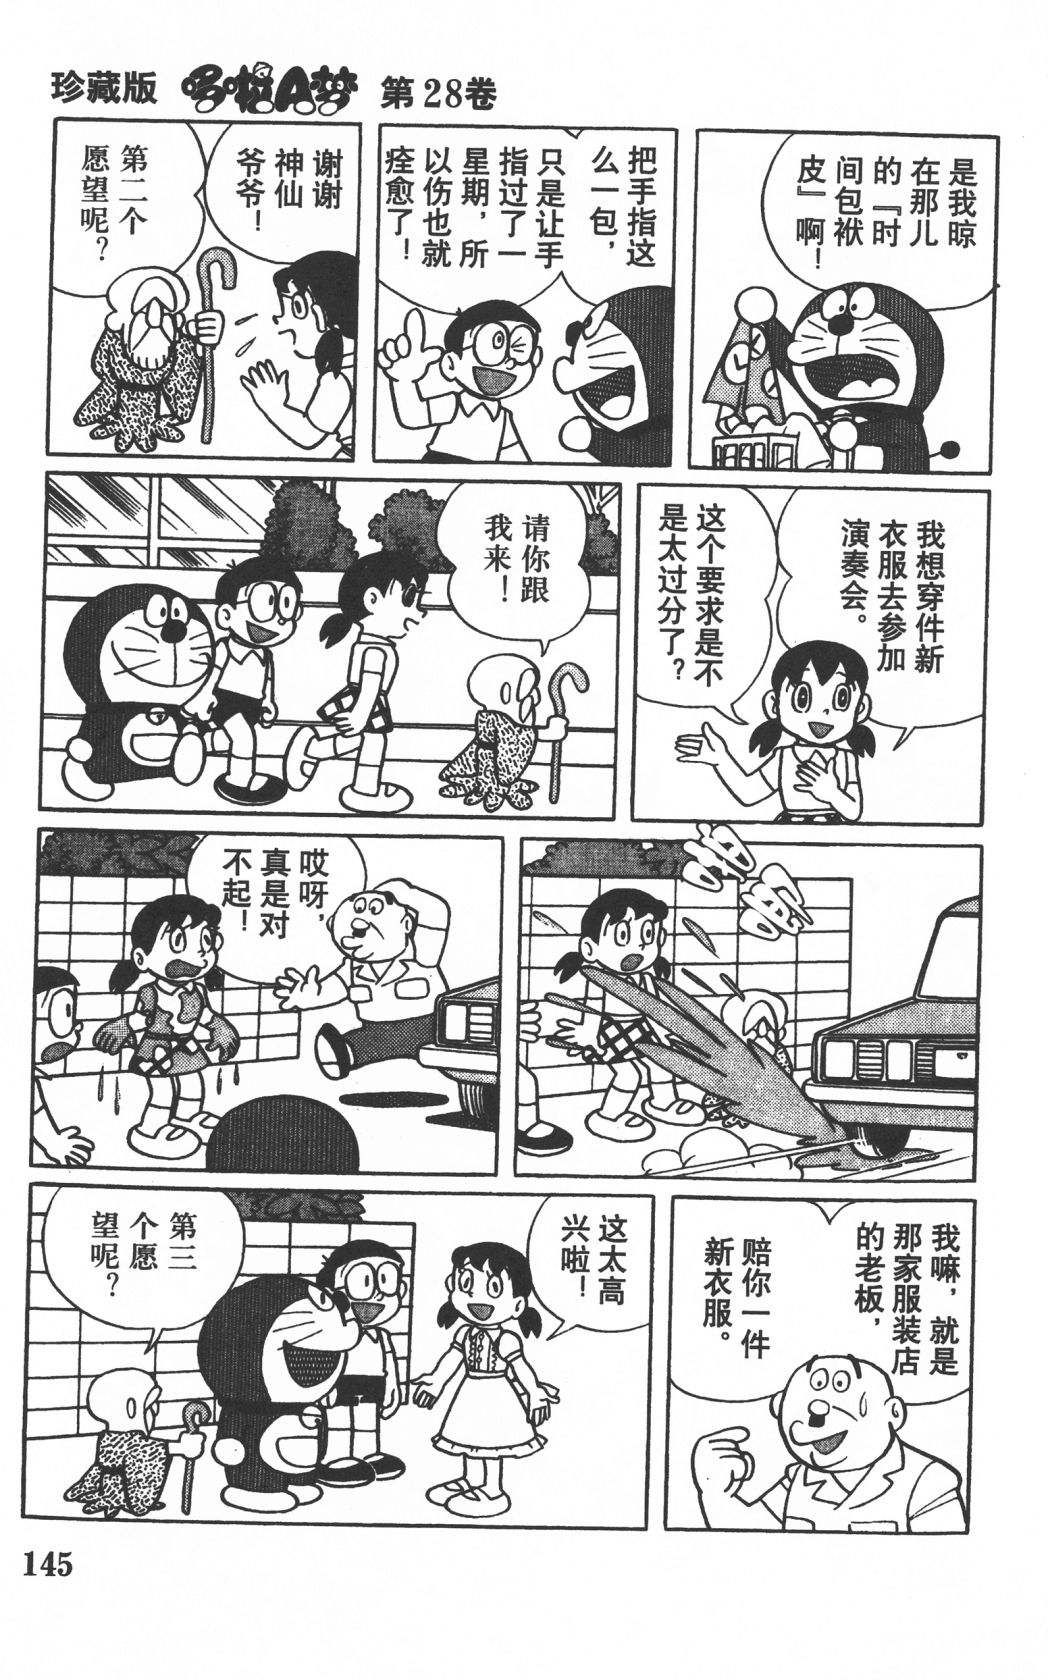 珍藏版 哆啦A梦 第28卷
是我晾
在那儿
的『时
间包袱
皮』啊！
把手指这
么一包，
只是让手
指过了一
星期，所
以伤也就
痊愈了！
谢谢
神仙
爷爷！
第二个
愿望呢？
我想穿件新
衣服去参加
演奏会。
这个要求是不
是太过分了？
请你跟
我来！
哎呀，
真是对
不起！
我嘛，就是
那家服装店
的老板，
赔你一件
新衣服。
这太高
兴啦！
第三
个愿
望呢？
145